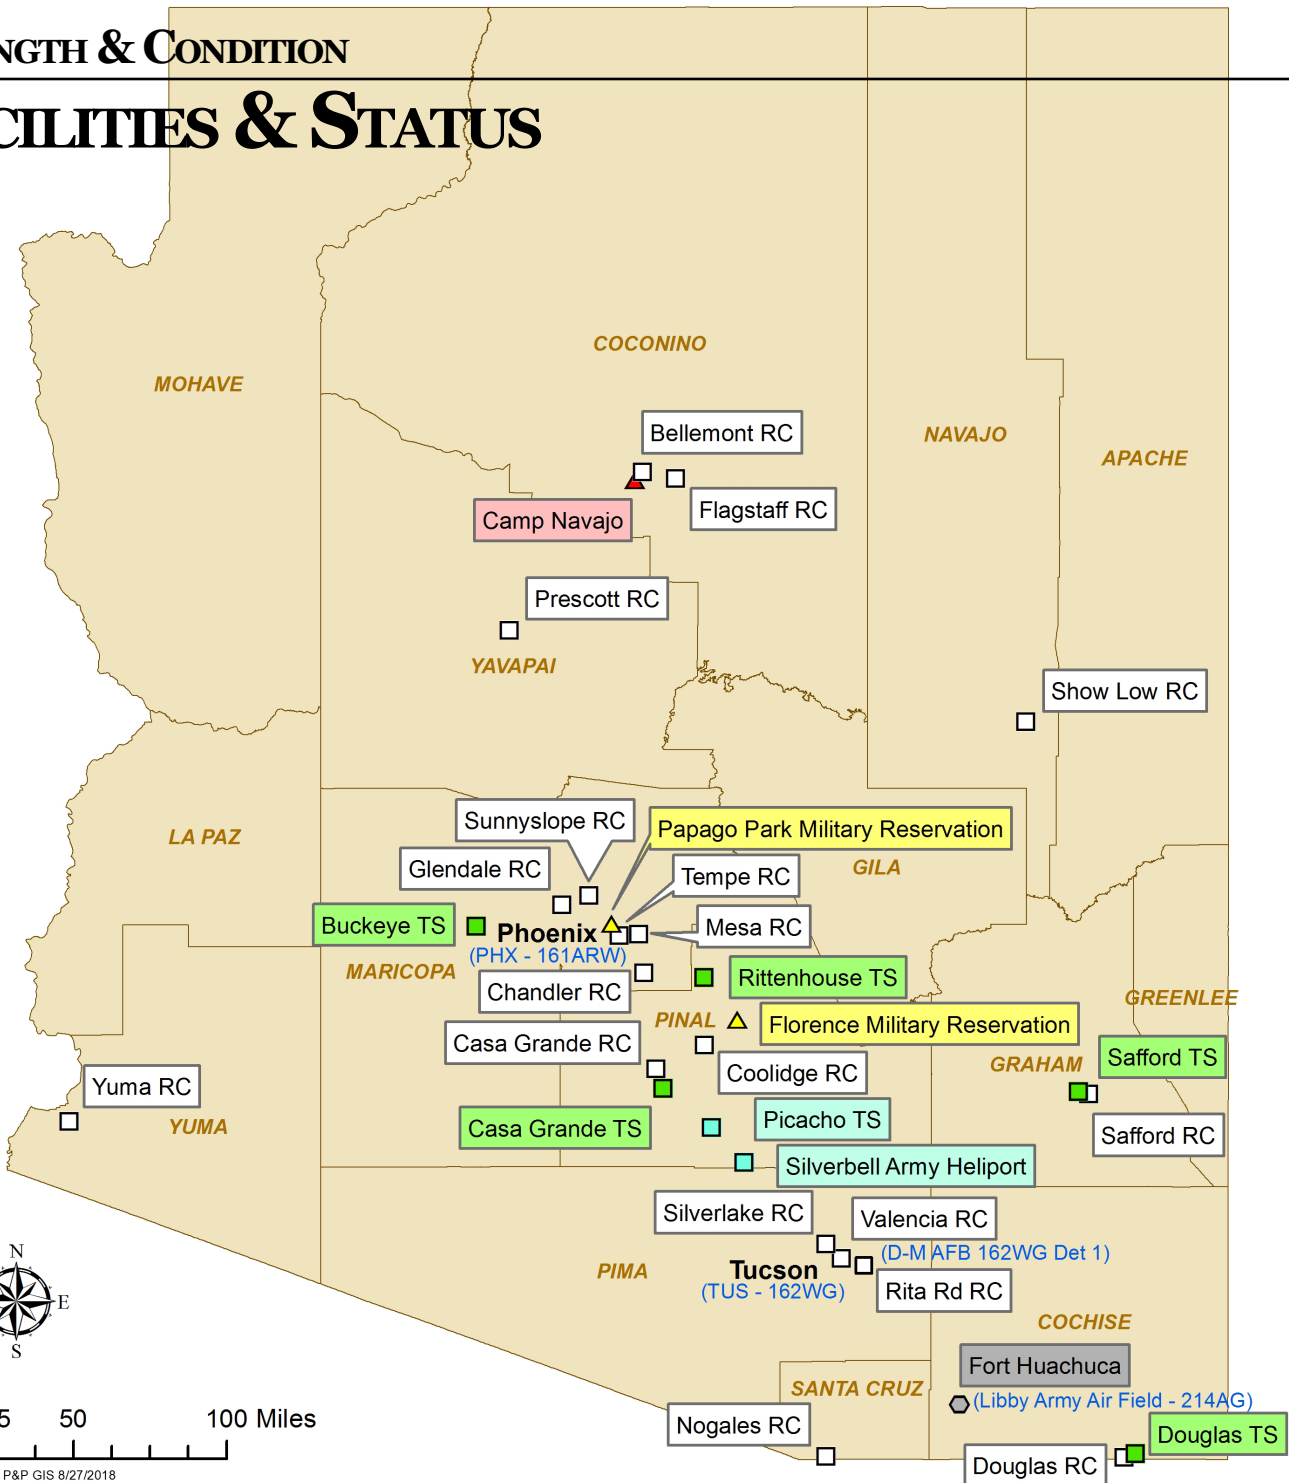 NGTH & CONDITION
CILITIES & STATUS
COCONINO
MOHAVE
NAVAJO
APACHE
Bellemont RC
Flagstaff RC
Camp Navajo
Prescott RC
YAVAPAI
Show Low RC
Sunnyslope RC
Papago Park Military Reservation
LA PAZ
Glendale RC
Tempe RC
GILA
Buckeye TS
Phoenix
Mesa RC
(PHX - 161ARW)
MARICOPA
Rittenhouse TS
Chandler RC
GREENLEE
PINAL
Florence Military Reservation
Casa Grande RC
Safford TS
GRAHAM
Coolidge RC
Yuma RC
YUMA
Casa Grande TS
Picacho TS
Safford RC
Silverbell Army Heliport
Silverlake RC
Valencia RC
(D-M AFB 162WG Det 1)
PIMA
Tucson
(TUS - 162WG)
Rita Rd RC
N
E
S
COCHISE
Fort Huachuca
SANTA CRUZ
(Libby Army Air Field - 214AG)
Nogales RC
Douglas TS
Douglas RC
5 50 100 Miles
P&P GIS 8/27/2018